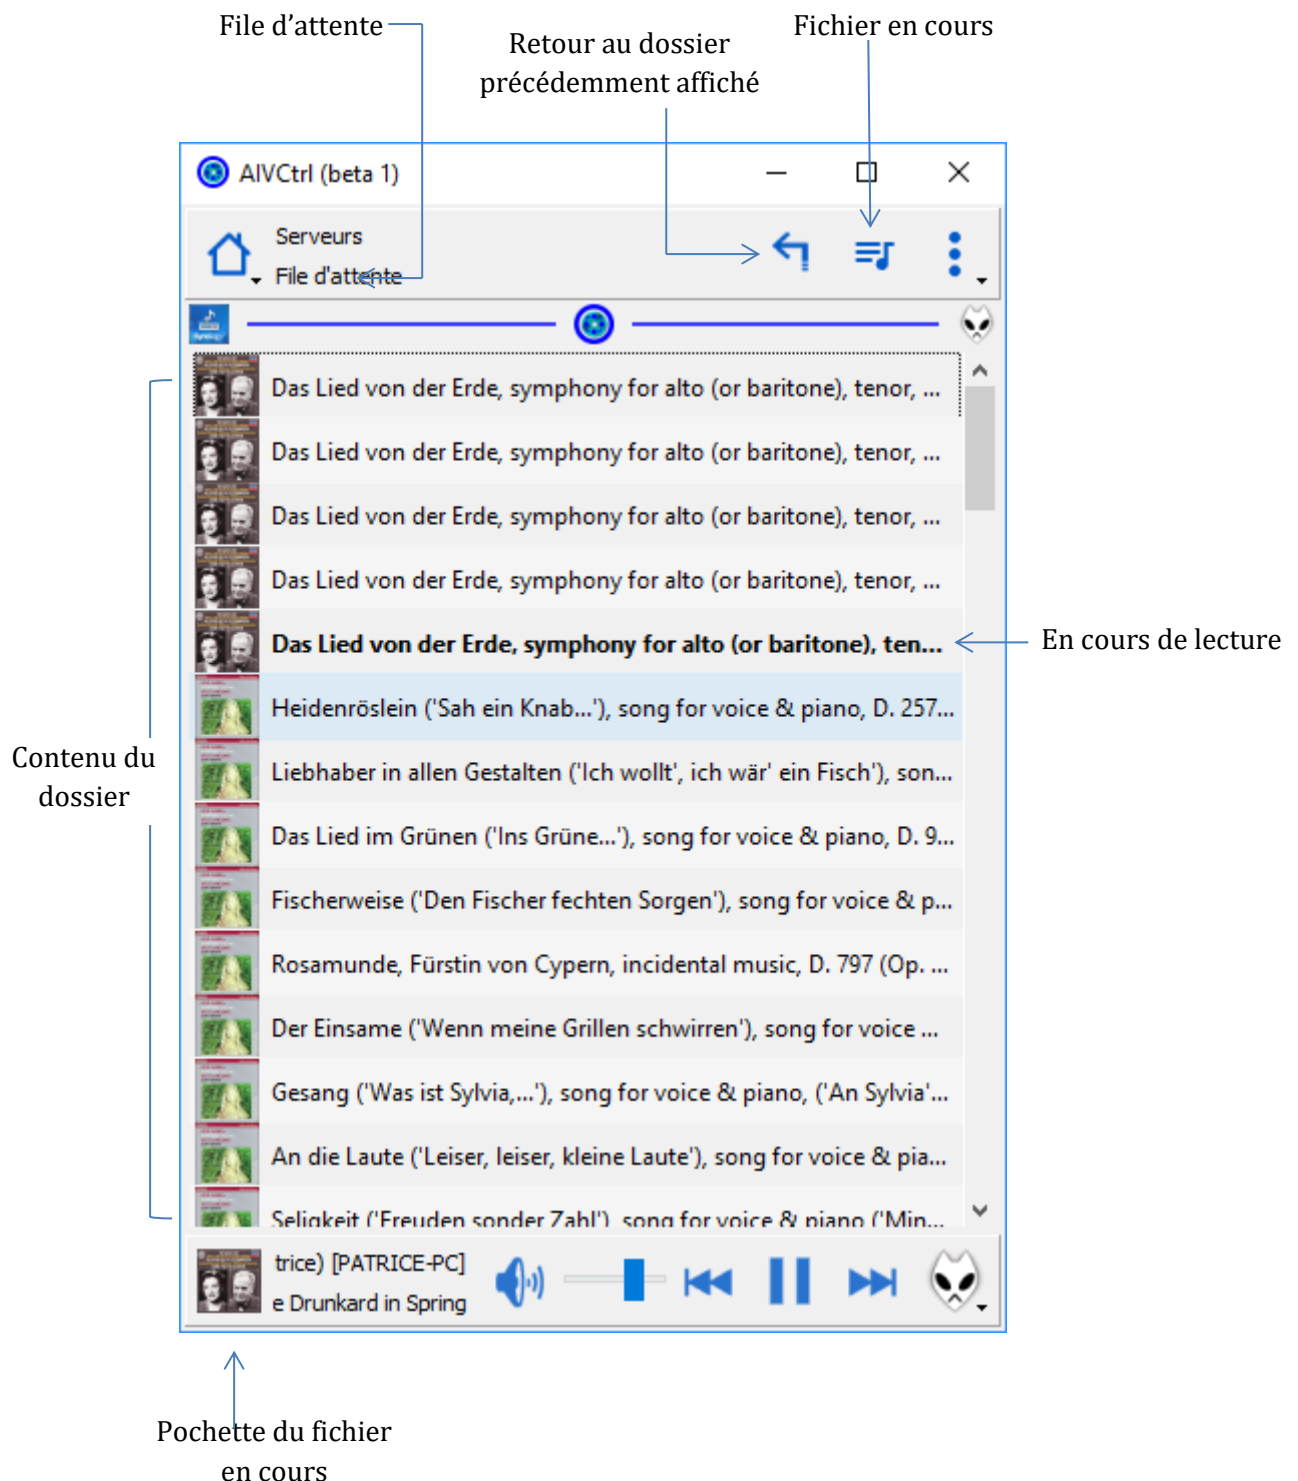 File d'attente
Retour au dossier
précédemment affiché
Fichier en cours
AIVCtrl (beta 1)
Serveurs
File d'attente
Das Lied von der Erde, symphony for alto (or baritone), tenor, ...
Das Lied von der Erde, symphony for alto (or baritone), tenor, ...
Das Lied von der Erde, symphony for alto (or baritone), tenor, ...
Das Lied von der Erde, symphony for alto (or baritone), tenor, ...
Das Lied von der Erde, symphony for alto (or baritone), ten...
En cours de lecture
Heidenröslein ('Sah ein Knab...'), song for voice & piano, D. 257...
Contenu du
dossier
Liebhaber in allen Gestalten ('Ich wollt', ich wär' ein Fisch'), son...
Das Lied im Grünen ('Ins Grüne...'), song for voice & piano, D. 9...
Fischerweise ('Den Fischer fechten Sorgen'), song for voice & p...
Rosamunde, Fürstin von Cypern, incidental music, D. 797 (Op. ...
Der Einsame ('Wenn meine Grillen schwirren'), song for voice ...
Gesang ('Was ist Sylvia,...'), song for voice & piano, ('An Sylvia'...
An die Laute ('Leiser, leiser, kleine Laute'), song for voice & pia...
Seligkeit ('Freuden sonder Zahl'), song for voice & piano ('Min...
trice) [PATRICE-PC]
e Drunkard in Spring
Pochette du fichier
en cours